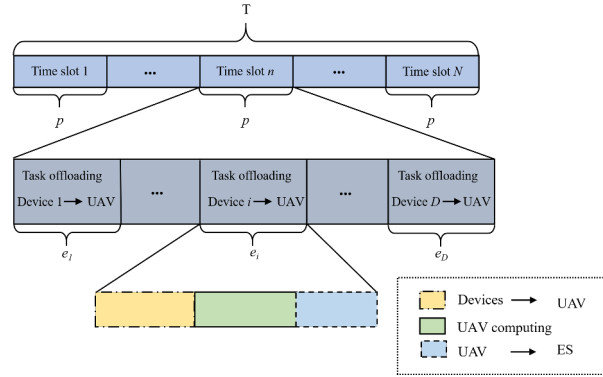 T
Time slot 1 ... Time slot n ... Time slot N
p p p
Task offloading Task offloading Task offloading
Device 1 → UAV ... Device i → UAV ... Device D → UAV
e1 ei eD
Devices → UAV
UAV computing
UAV → ES